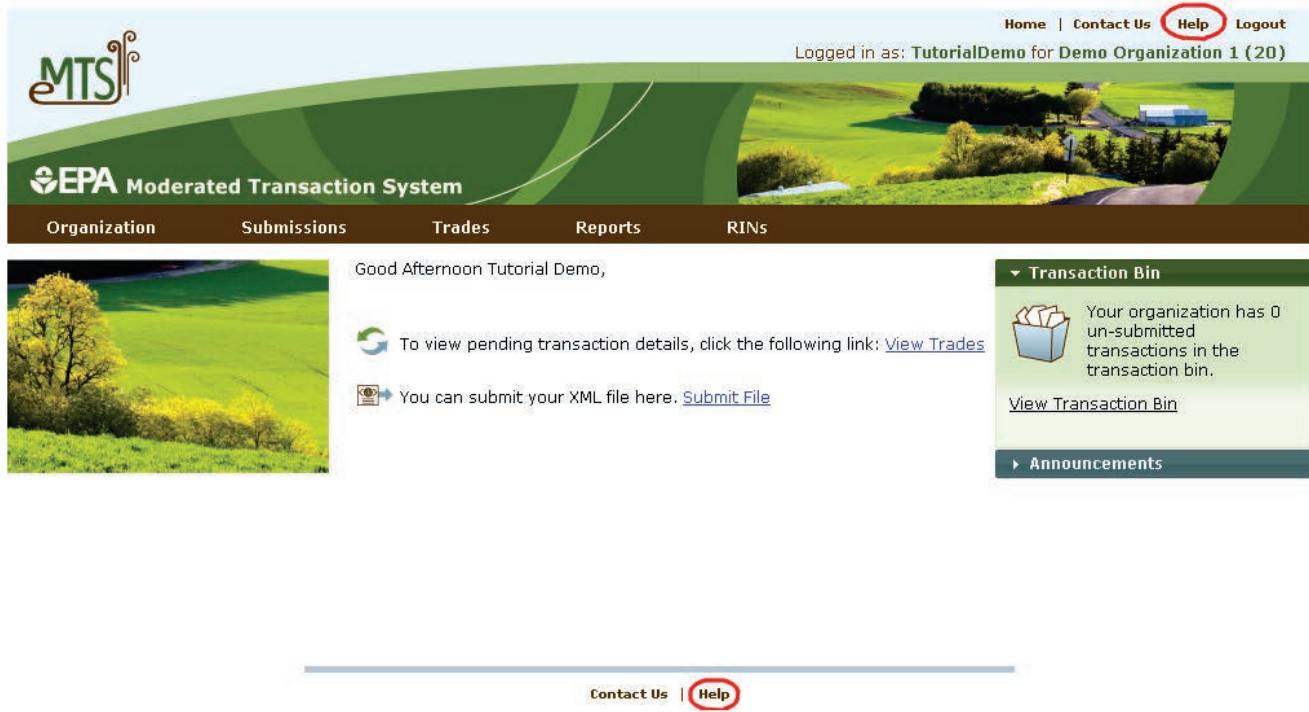 Home | Contact Us Help Logout
Logged in as: TutorialDemo for Demo Organization 1 (20)
eMTS
EPA Moderated Transaction System
Organization Submissions Trades Reports RINs
Good Afternoon Tutorial Demo,
To view pending transaction details, click the following link: View Trades
You can submit your XML file here. Submit File
Transaction Bin
Your organization has 0
un-submitted
transactions in the
transaction bin.
View Transaction Bin
Announcements
Contact Us | Help